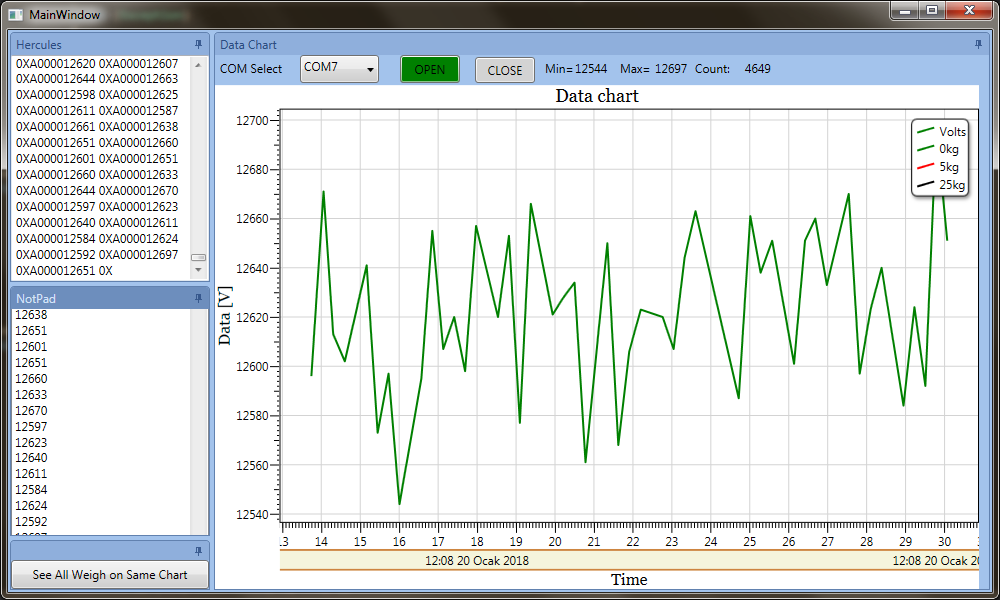 MainWindow
Hercules
0XA000012620 0XA000012607
0XA000012644 0XA000012663
0XA000012598 0XA000012625
0XA000012611 0XA000012587
0XA000012661 0XA000012638
0XA000012651 0XA000012660
0XA000012601 0XA000012651
0XA000012660 0XA000012633
0XA000012644 0XA000012670
0XA000012597 0XA000012623
0XA000012640 0XA000012611
0XA000012584 0XA000012624
0XA000012592 0XA000012697
0XA000012651 0X
NotPad
12638
12651
12601
12651
12660
12633
12670
12597
12623
12640
12611
12584
12624
12592
See All Weigh on Same Chart
Data Chart
COM Select COM7 OPEN CLOSE Min= 12544 Max= 12697 Count: 4649
Data chart
Volts
0kg
5kg
25kg
Data [V]
12700
12680
12660
12640
12620
12600
12580
12560
12540
14 15 16 17 18 19 20 21 22 23 24 25 26 27 28 29 30
12:08 20 Ocak 2018 12:08 20 Ocak 20
Time